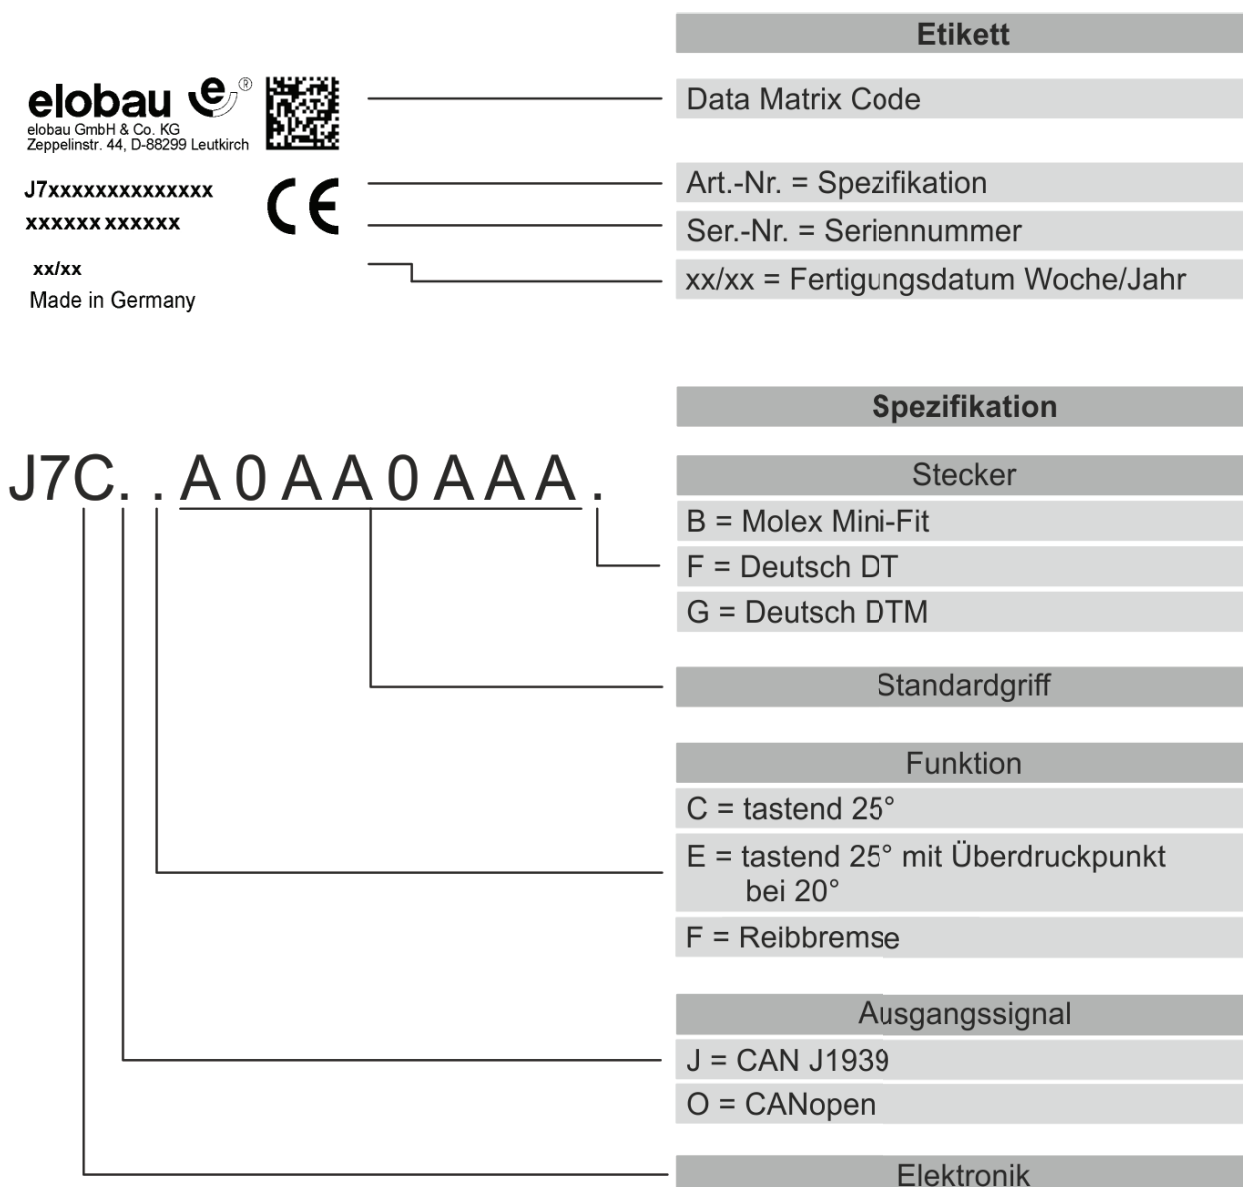 Etikett
elobau e®
elobau GmbH & Co. KG
Zeppelinstr. 44, D-88299 Leutkirch
Data Matrix Code
J7xxxxxxxxxxxxxx
CE
Art.-Nr. = Spezifikation
xxxxxx xxxxxx
Ser.-Nr. = Seriennummer
xx/xx
xx/xx = Fertigungsdatum Woche/Jahr
Made in Germany
Spezifikation
J7C. . A 0 A A 0 A A A .
Stecker
B = Molex Mini-Fit
F = Deutsch DT
G = Deutsch DTM
Standardgriff
Funktion
C = tastend 25°
E = tastend 25° mit Überdruckpunkt
bei 20°
F = Reibbremse
Ausgangssignal
J = CAN J1939
O = CANopen
Elektronik